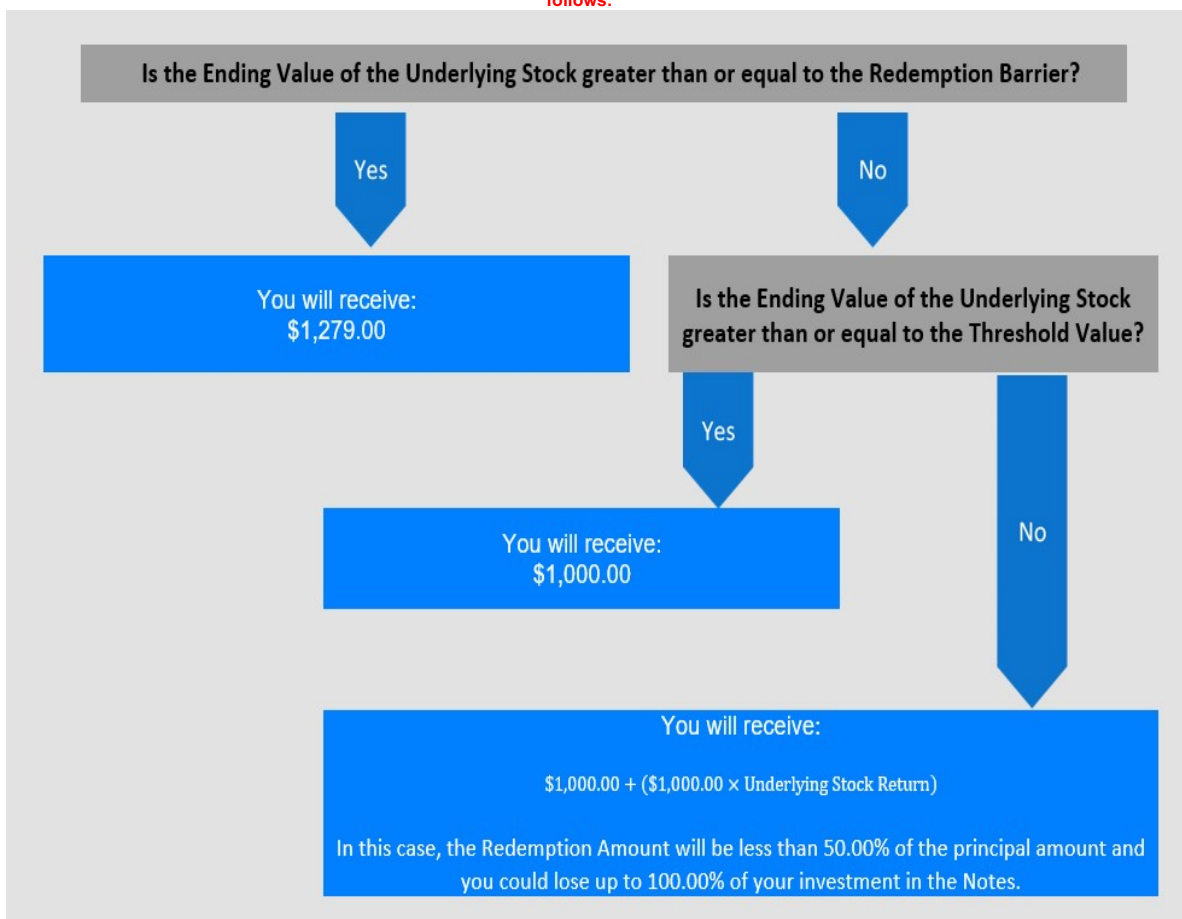 follows:
Is the Ending Value of the Underlying Stock greater than or equal to the Redemption Barrier?
Yes
No
You will receive:
$1,279.00
Is the Ending Value of the Underlying Stock
greater than or equal to the Threshold Value?
Yes
No
You will receive:
$1,000.00
You will receive:
$1,000.00 + ($1,000.00 × Underlying Stock Return)
In this case, the Redemption Amount will be less than 50.00% of the principal amount and
you could lose up to 100.00% of your investment in the Notes.